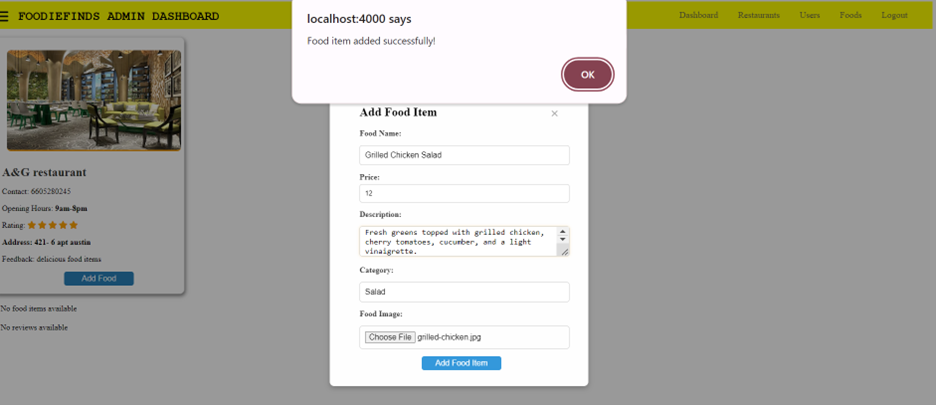 localhost:4000 says
Food item added successfully!
OK
☰ FOODIEFINDS ADMIN DASHBOARD
Dashboard Restaurants Users Foods Logout
A&G restaurant
Contact: 6605280245
Opening Hours: 9am-8pm
Rating: ★★★★★
Address: 421- 6 apt austin
Feedback: delicious food items
Add Food
No food items available
No reviews available
Add Food Item ×
Food Name:
Grilled Chicken Salad
Price:
12
Description:
Fresh greens topped with grilled chicken,
cherry tomatoes, cucumber, and a light
vinaigrette.
Category:
Salad
Food Image:
Choose File grilled-chicken.jpg
Add Food Item